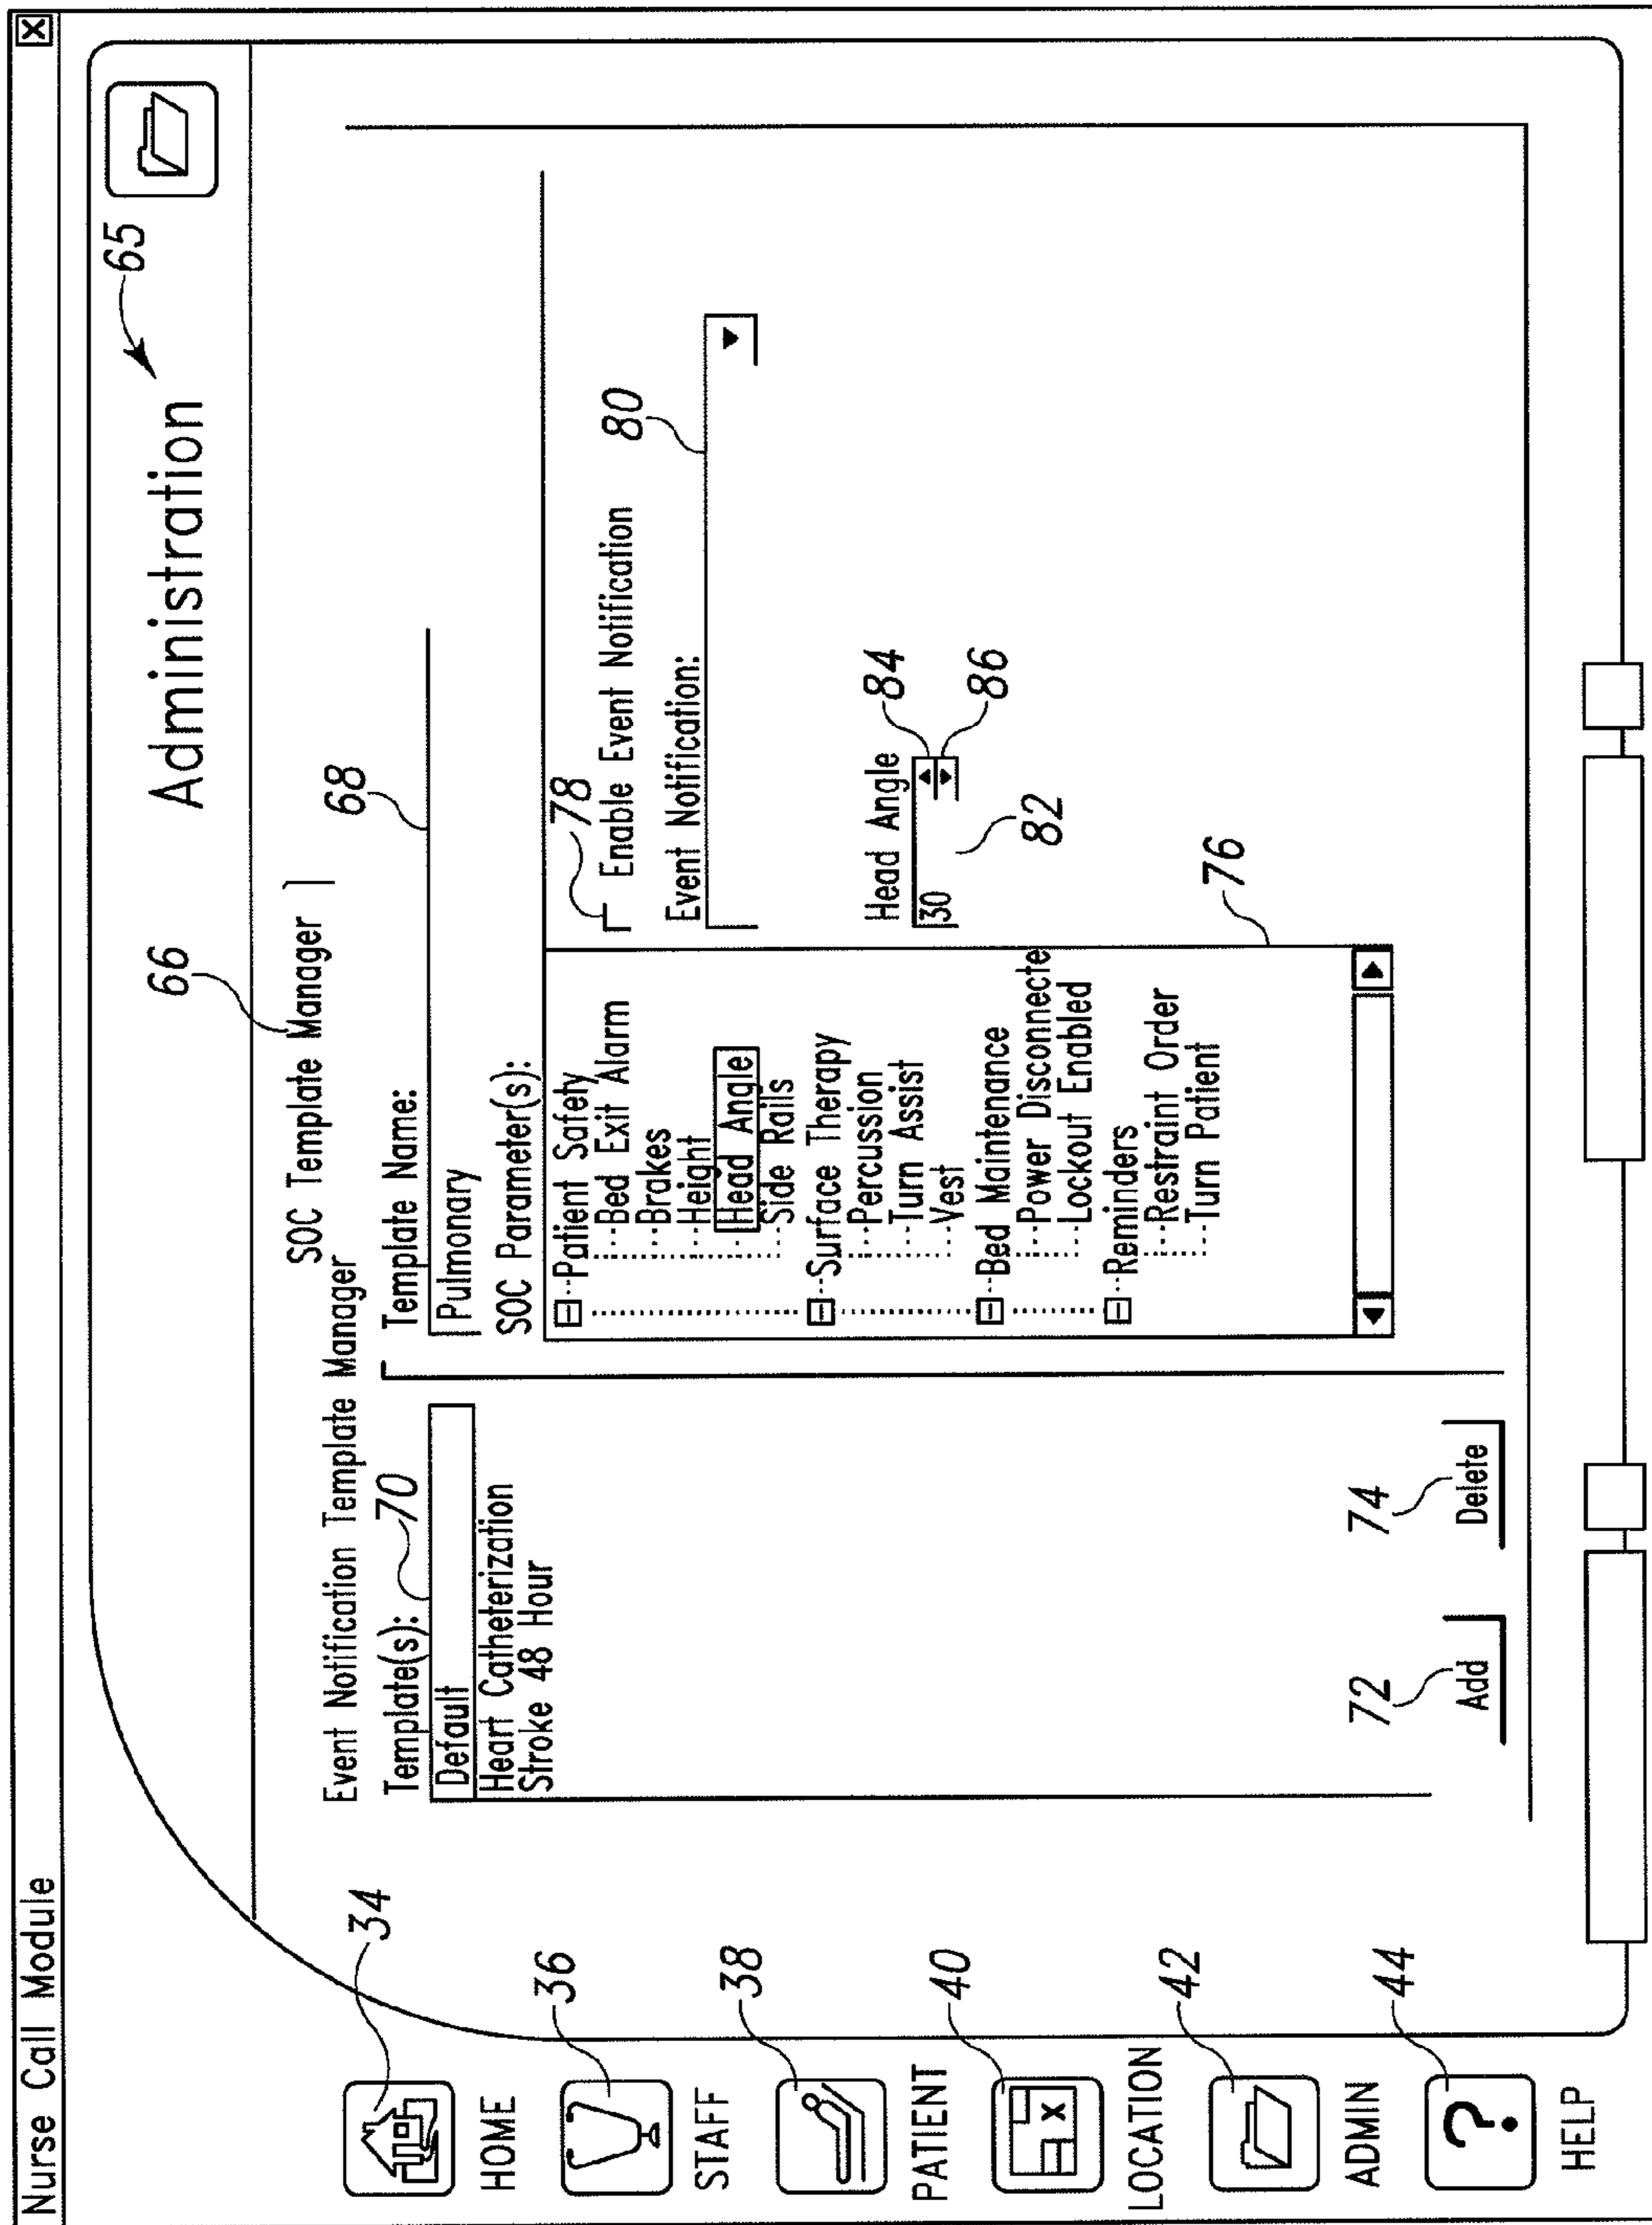 Nurse Call Module
X
Administration
65
66
SOC Template Manager
Event Notification Template Manager
Template(s):
70
Default
Heart Catheterization
Stroke 48 Hour
72
Add
74
Delete
Template Name:
68
Pulmonary
SOC Parameter(s):
Patient Safety
Bed Exit Alarm
Brakes
Height
Head Angle
Side Rails
Surface Therapy
Percussion
Turn Assist
Vest
Bed Maintenance
Power Disconnecte
Lockout Enabled
Reminders
Restraint Order
Turn Patient
76
78
Enable Event Notification
Event Notification:
80
Head Angle
30
84
86
82
34
HOME
36
STAFF
38
PATIENT
40
X
LOCATION
42
ADMIN
44
?
HELP